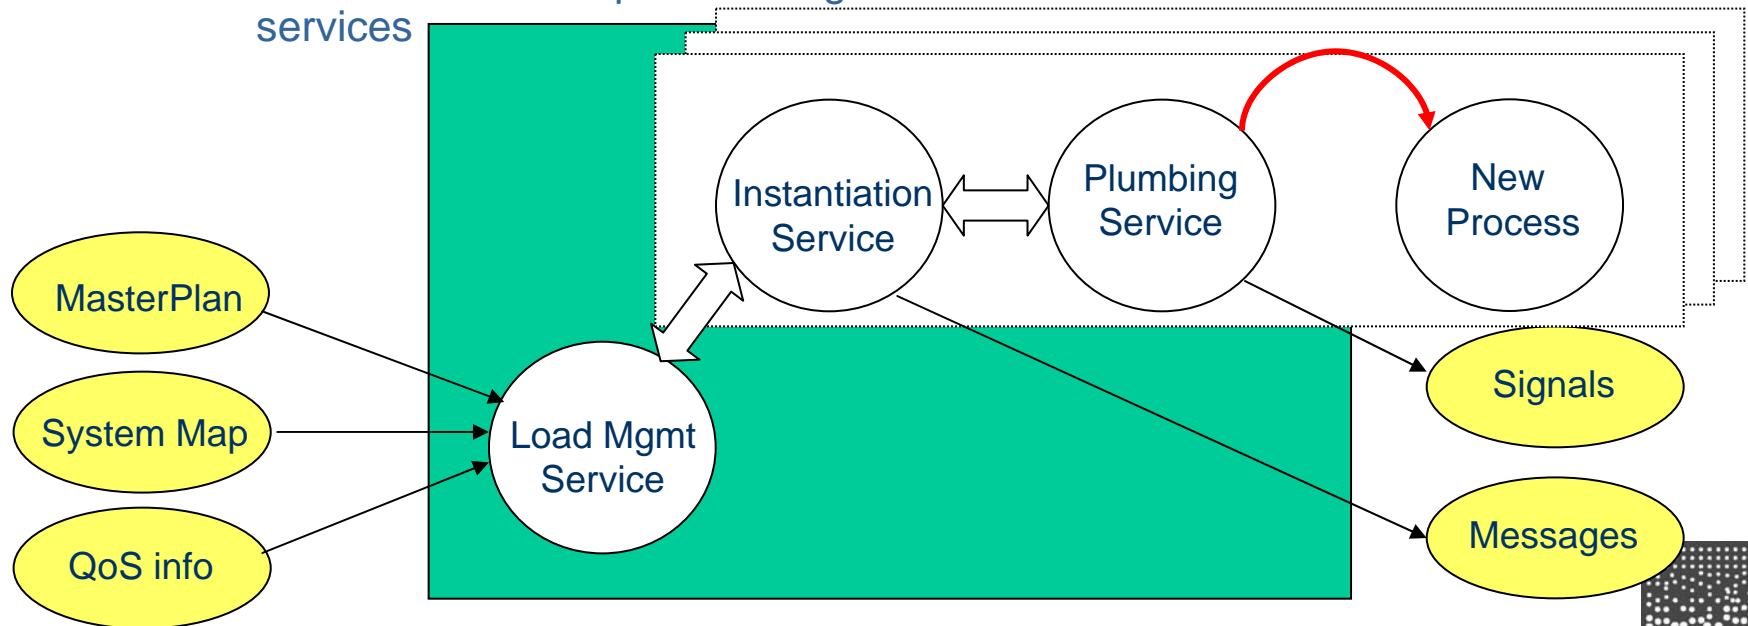 services
Instantiation
Service
Plumbing
Service
New
Process
MasterPlan
System Map
QoS info
Load Mgmt
Service
Signals
Messages